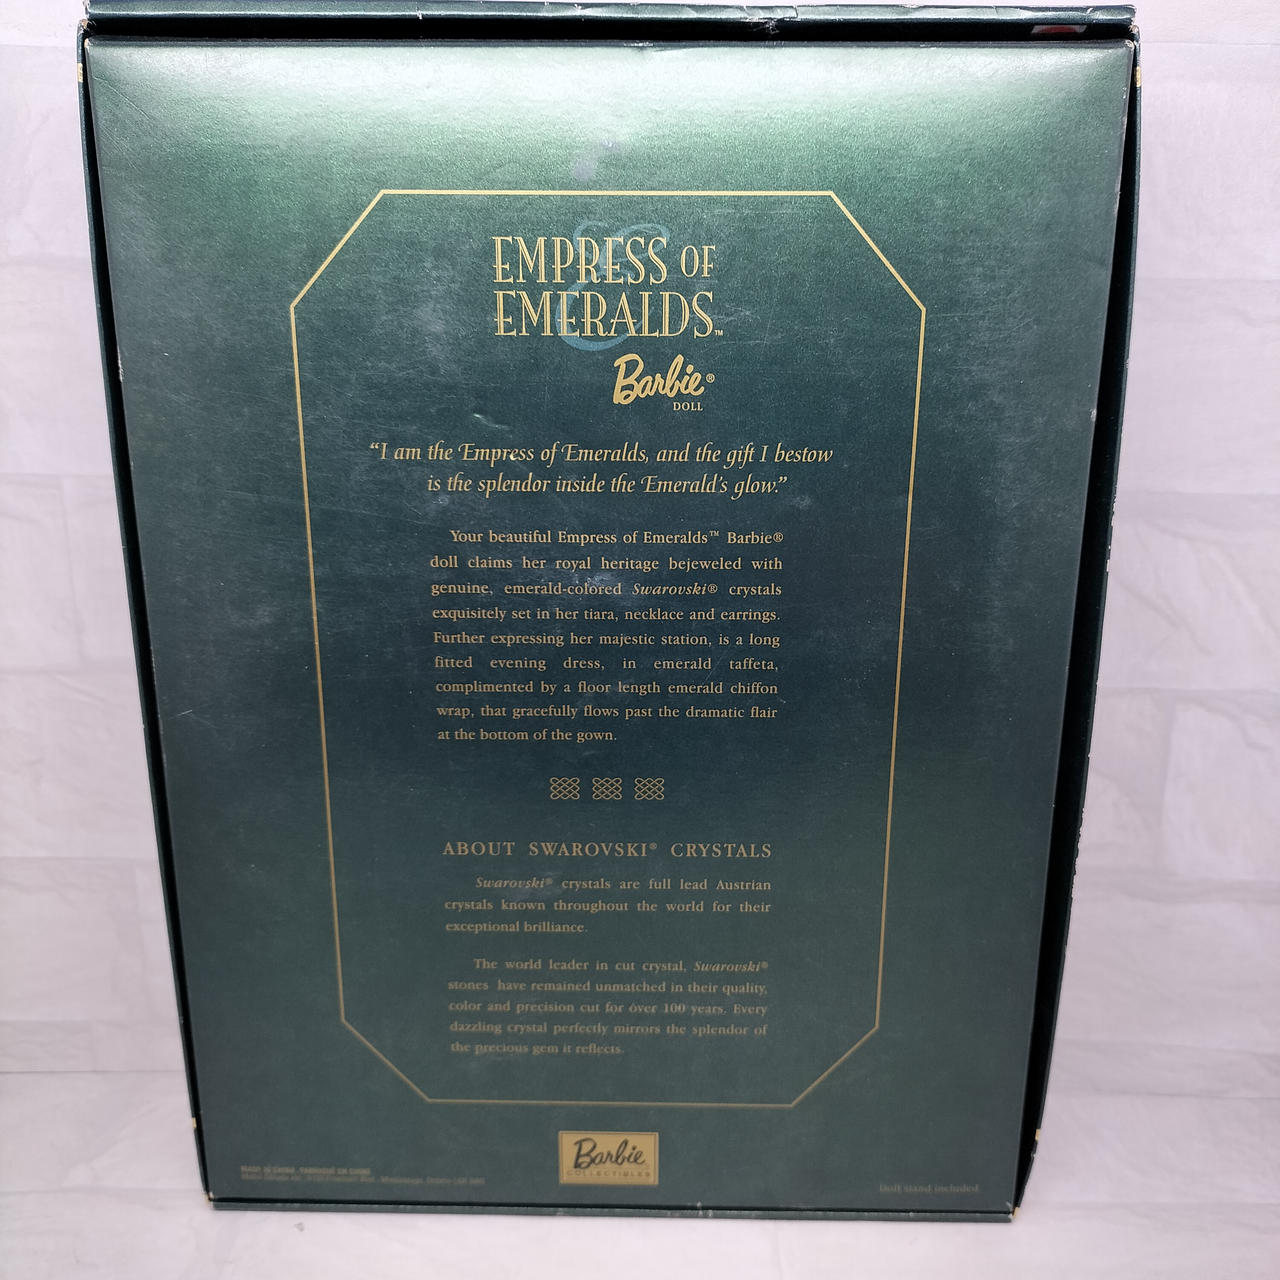 EMPRESS OF
EMERALDS™
Barbie®
DOLL
“I am the Empress of Emeralds, and the gift I bestow
is the splendor inside the Emerald's glow.”
Your beautiful Empress of Emeralds™ Barbie®
doll claims her royal heritage bejeweled with
genuine, emerald-colored Swarovski® crystals
exquisitely set in her tiara, necklace and earrings.
Further expressing her majestic station, is a long
fitted evening dress, in emerald taffeta,
complimented by a floor length emerald chiffon
wrap, that gracefully flows past the dramatic flair
at the bottom of the gown.
ABOUT SWAROVSKI® CRYSTALS
Swarovski® crystals are full lead Austrian
crystals known throughout the world for their
exceptional brilliance.
The world leader in cut crystal, Swarovski®
stones have remained unmatched in their quality,
color and precision cut for over 100 years. Every
dazzling crystal perfectly mirrors the splendor of
the precious gem it reflects.
Barbie
COLLECTIBLES
MADE IN CHINA. FABRIQUÉ EN CHINE
Mississauga, Ontario
Doll stand included.